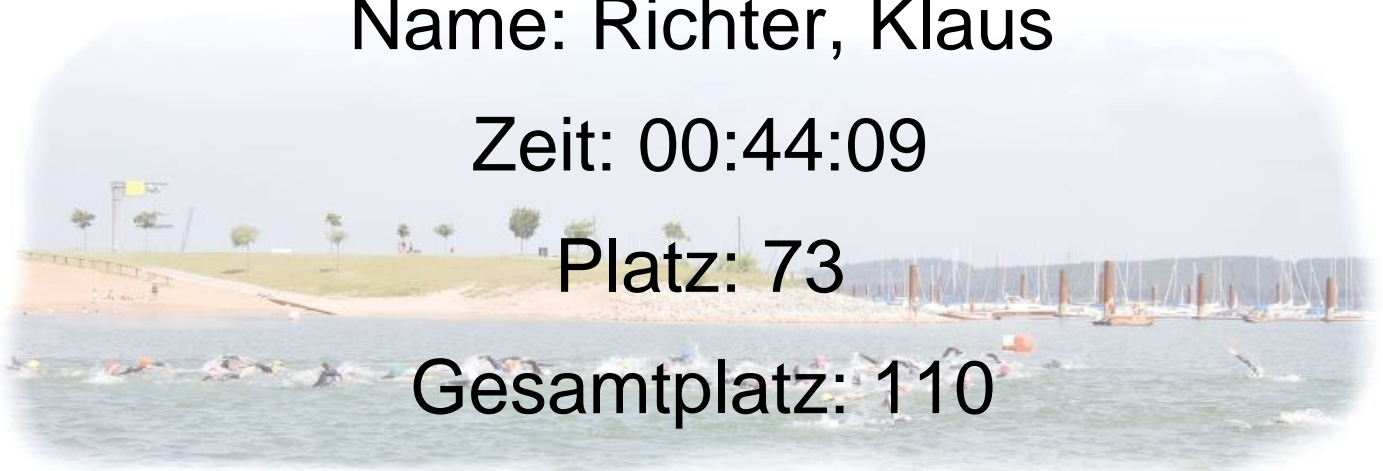 Name: Richter, Klaus
Zeit: 00:44:09
Platz: 73
Gesamtplatz: 110